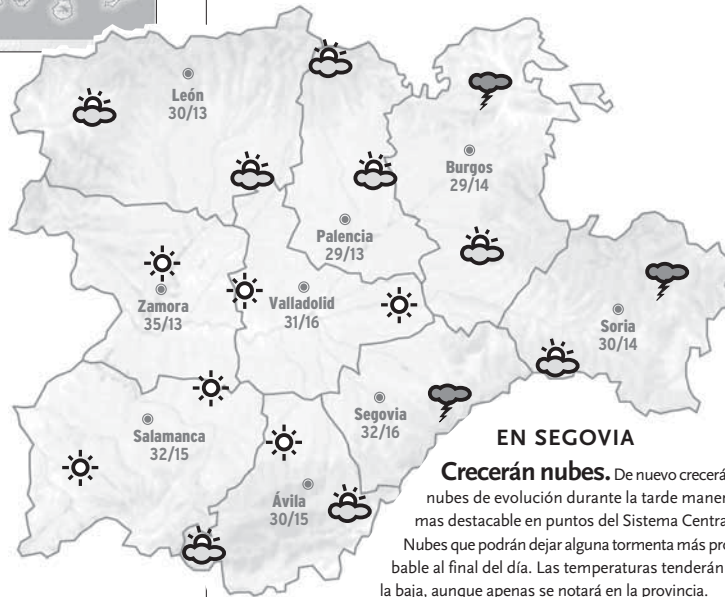 León
30/13
Burgos
29/14
Palencia
29/13
Zamora
35/13
Valladolid
31/16
Soria
30/14
Segovia
32/16
Salamanca
32/15
Ávila
30/15
EN SEGOVIA
Crecerán nubes. De nuevo crecerá
nubes de evolución durante la tarde maner
mas destacable en puntos del Sistema Centra
Nubes que podrán dejar alguna tormenta más pro
bable al final del día. Las temperaturas tenderán
la baja, aunque apenas se notará en la provincia.